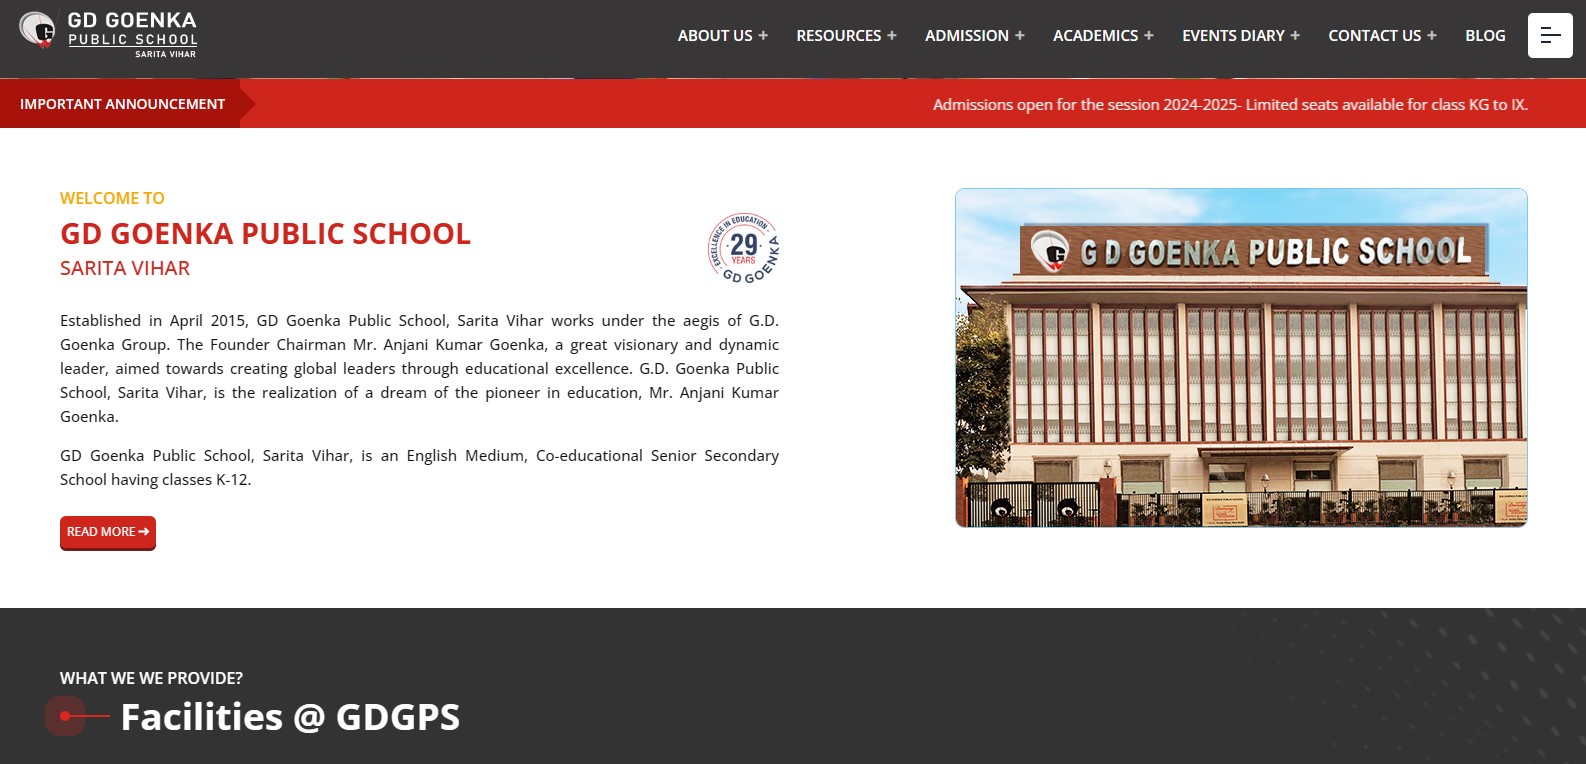 GD GOENKA
PUBLIC SCHOOL
SARITA VIHAR
ABOUT US +
RESOURCES +
ADMISSION +
ACADEMICS +
EVENTS DIARY +
CONTACT US +
BLOG
IMPORTANT ANNOUNCEMENT
Admissions open for the session 2024-2025- Limited seats available for class KG to IX.
WELCOME TO
GD GOENKA PUBLIC SCHOOL
SARITA VIHAR
· EXCELLENCE IN EDUCATION ·
29
YEARS
GD GOENKA
Established in April 2015, GD Goenka Public School, Sarita Vihar works under the aegis of G.D.
Goenka Group. The Founder Chairman Mr. Anjani Kumar Goenka, a great visionary and dynamic
leader, aimed towards creating global leaders through educational excellence. G.D. Goenka Public
School, Sarita Vihar, is the realization of a dream of the pioneer in education, Mr. Anjani Kumar
Goenka.
GD Goenka Public School, Sarita Vihar, is an English Medium, Co-educational Senior Secondary
School having classes K-12.
READ MORE ➔
G
G D GOENKA PUBLIC SCHOOL
WHAT WE WE PROVIDE?
Facilities @ GDGPS